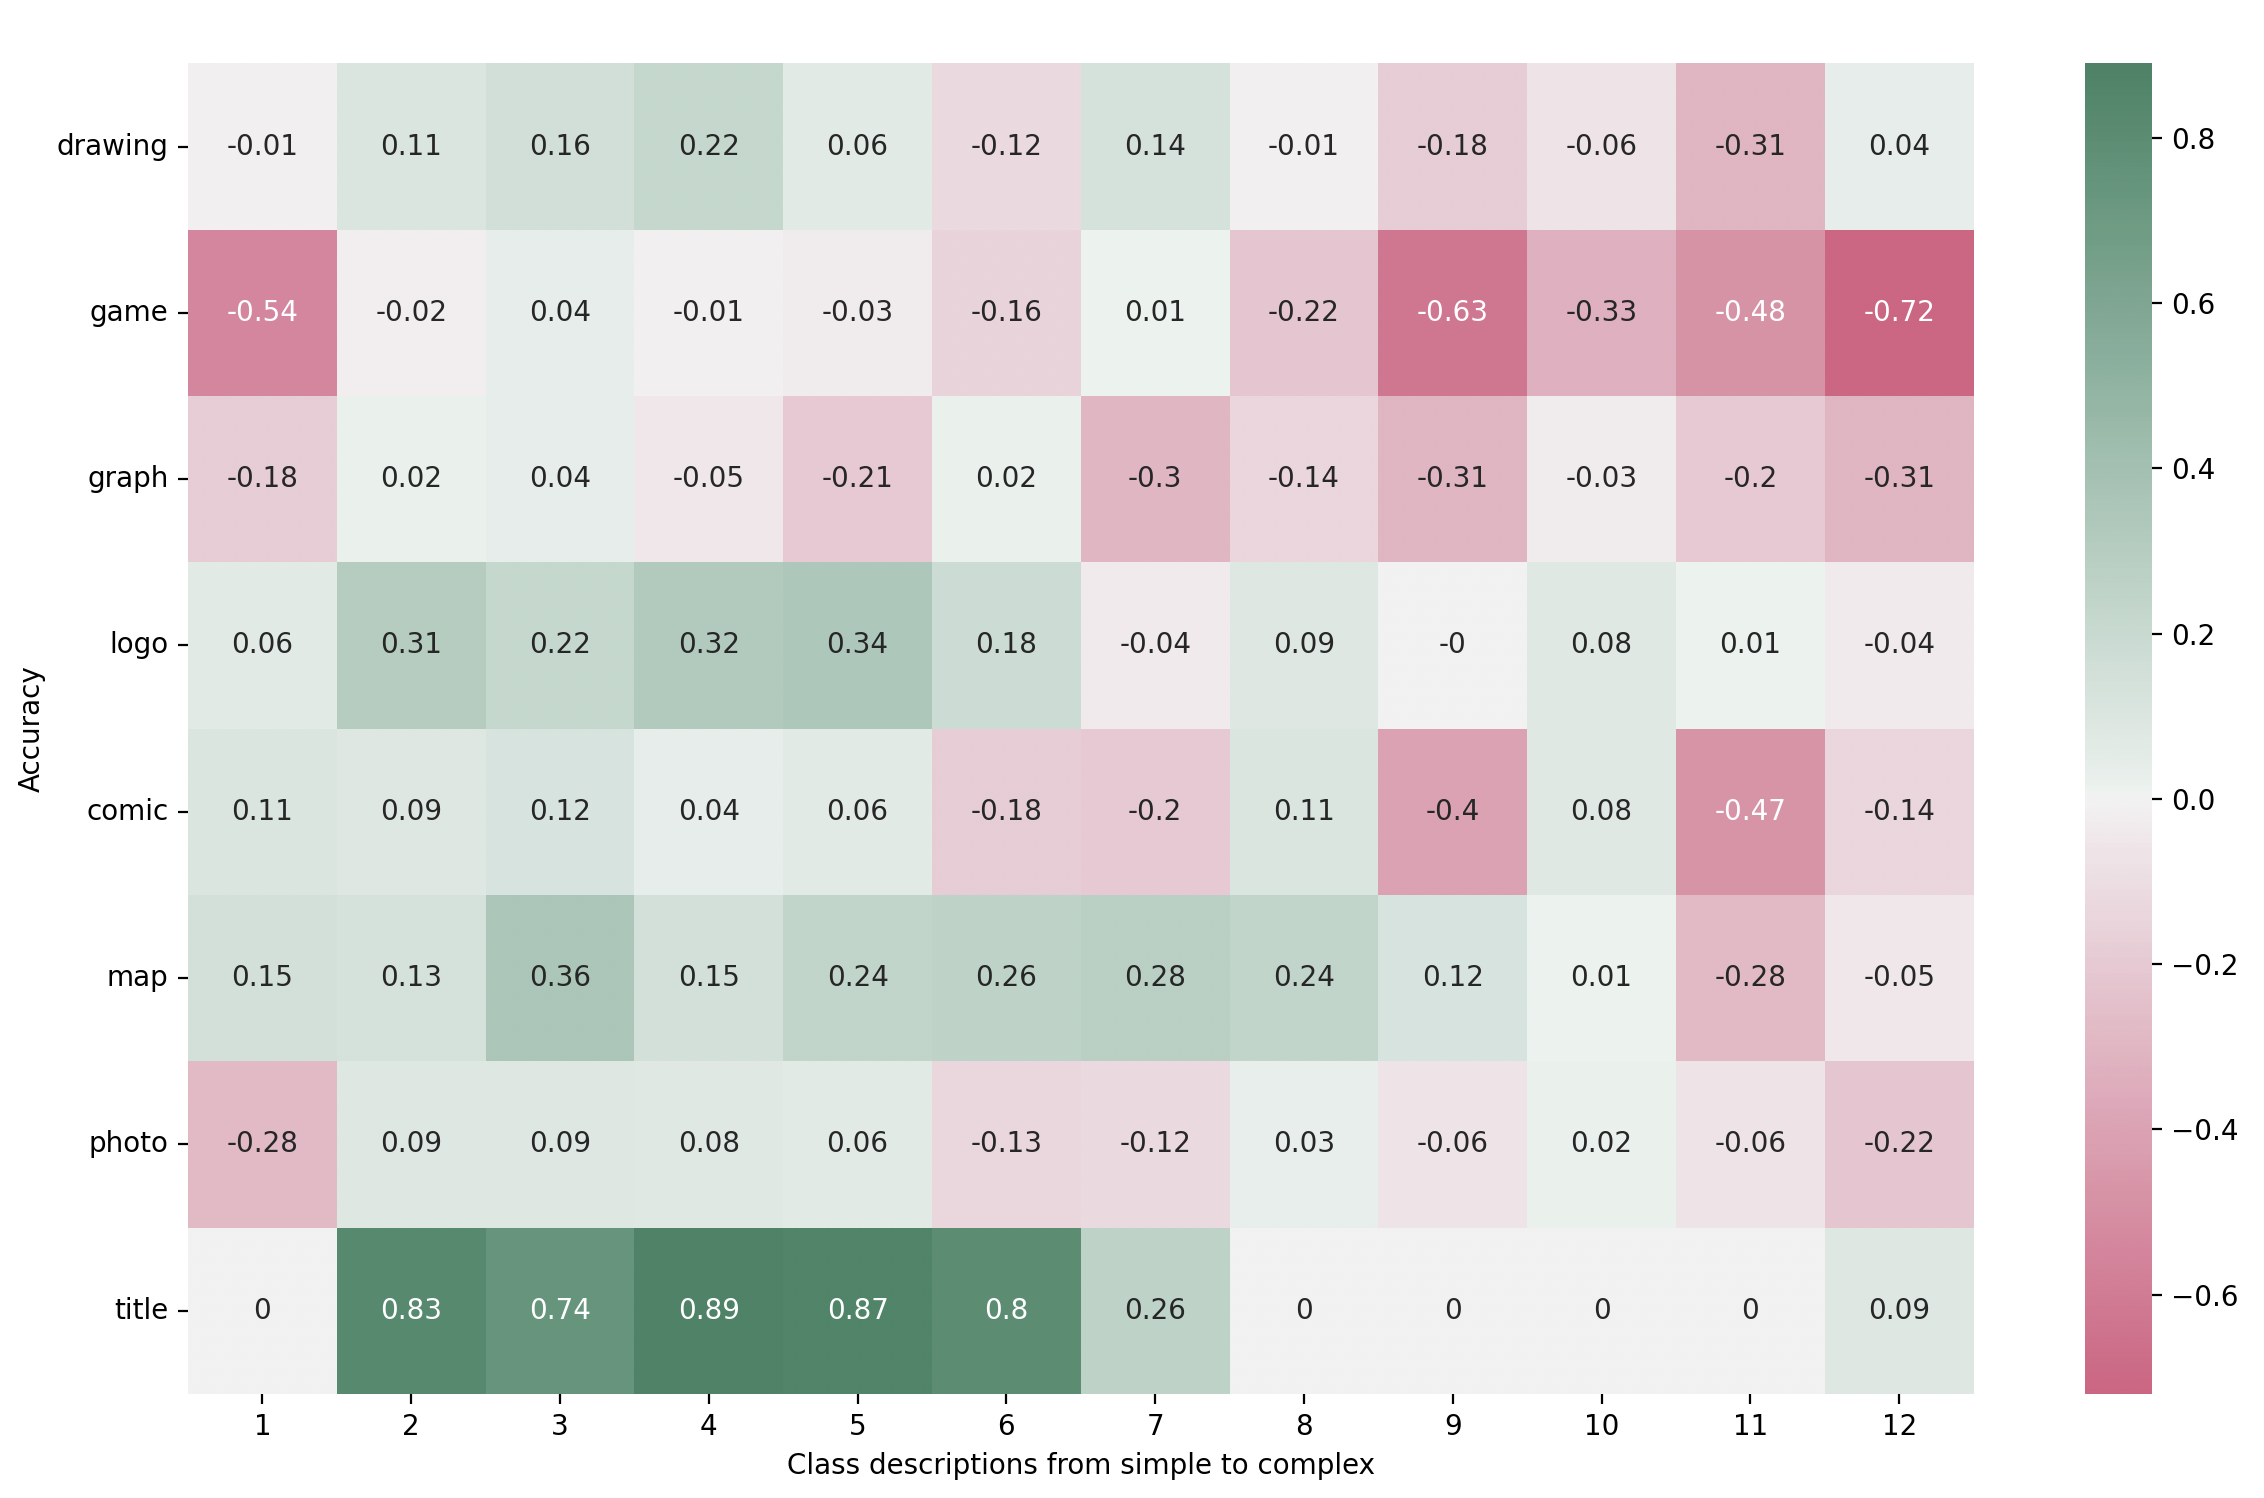 drawing -0.01 0.11 0.16 0.22 0.06 -0.12 0.14 -0.01 -0.18 -0.06 -0.31 0.04
game -0.54 -0.02 0.04 -0.01 -0.03 -0.16 0.01 -0.22 -0.63 -0.33 -0.48 -0.72
graph -0.18 0.02 0.04 -0.05 -0.21 0.02 -0.3 -0.14 -0.31 -0.03 -0.2 -0.31
logo 0.06 0.31 0.22 0.32 0.34 0.18 -0.04 0.09 -0 0.08 0.01 -0.04
comic 0.11 0.09 0.12 0.04 0.06 -0.18 -0.2 0.11 -0.4 0.08 -0.47 -0.14
map 0.15 0.13 0.36 0.15 0.24 0.26 0.28 0.24 0.12 0.01 -0.28 -0.05
photo -0.28 0.09 0.09 0.08 0.06 -0.13 -0.12 0.03 -0.06 0.02 -0.06 -0.22
title 0 0.83 0.74 0.89 0.87 0.8 0.26 0 0 0 0 0.09
1 2 3 4 5 6 7 8 9 10 11 12
Class descriptions from simple to complex
Accuracy
0.8
0.6
0.4
0.2
0.0
−0.2
−0.4
−0.6